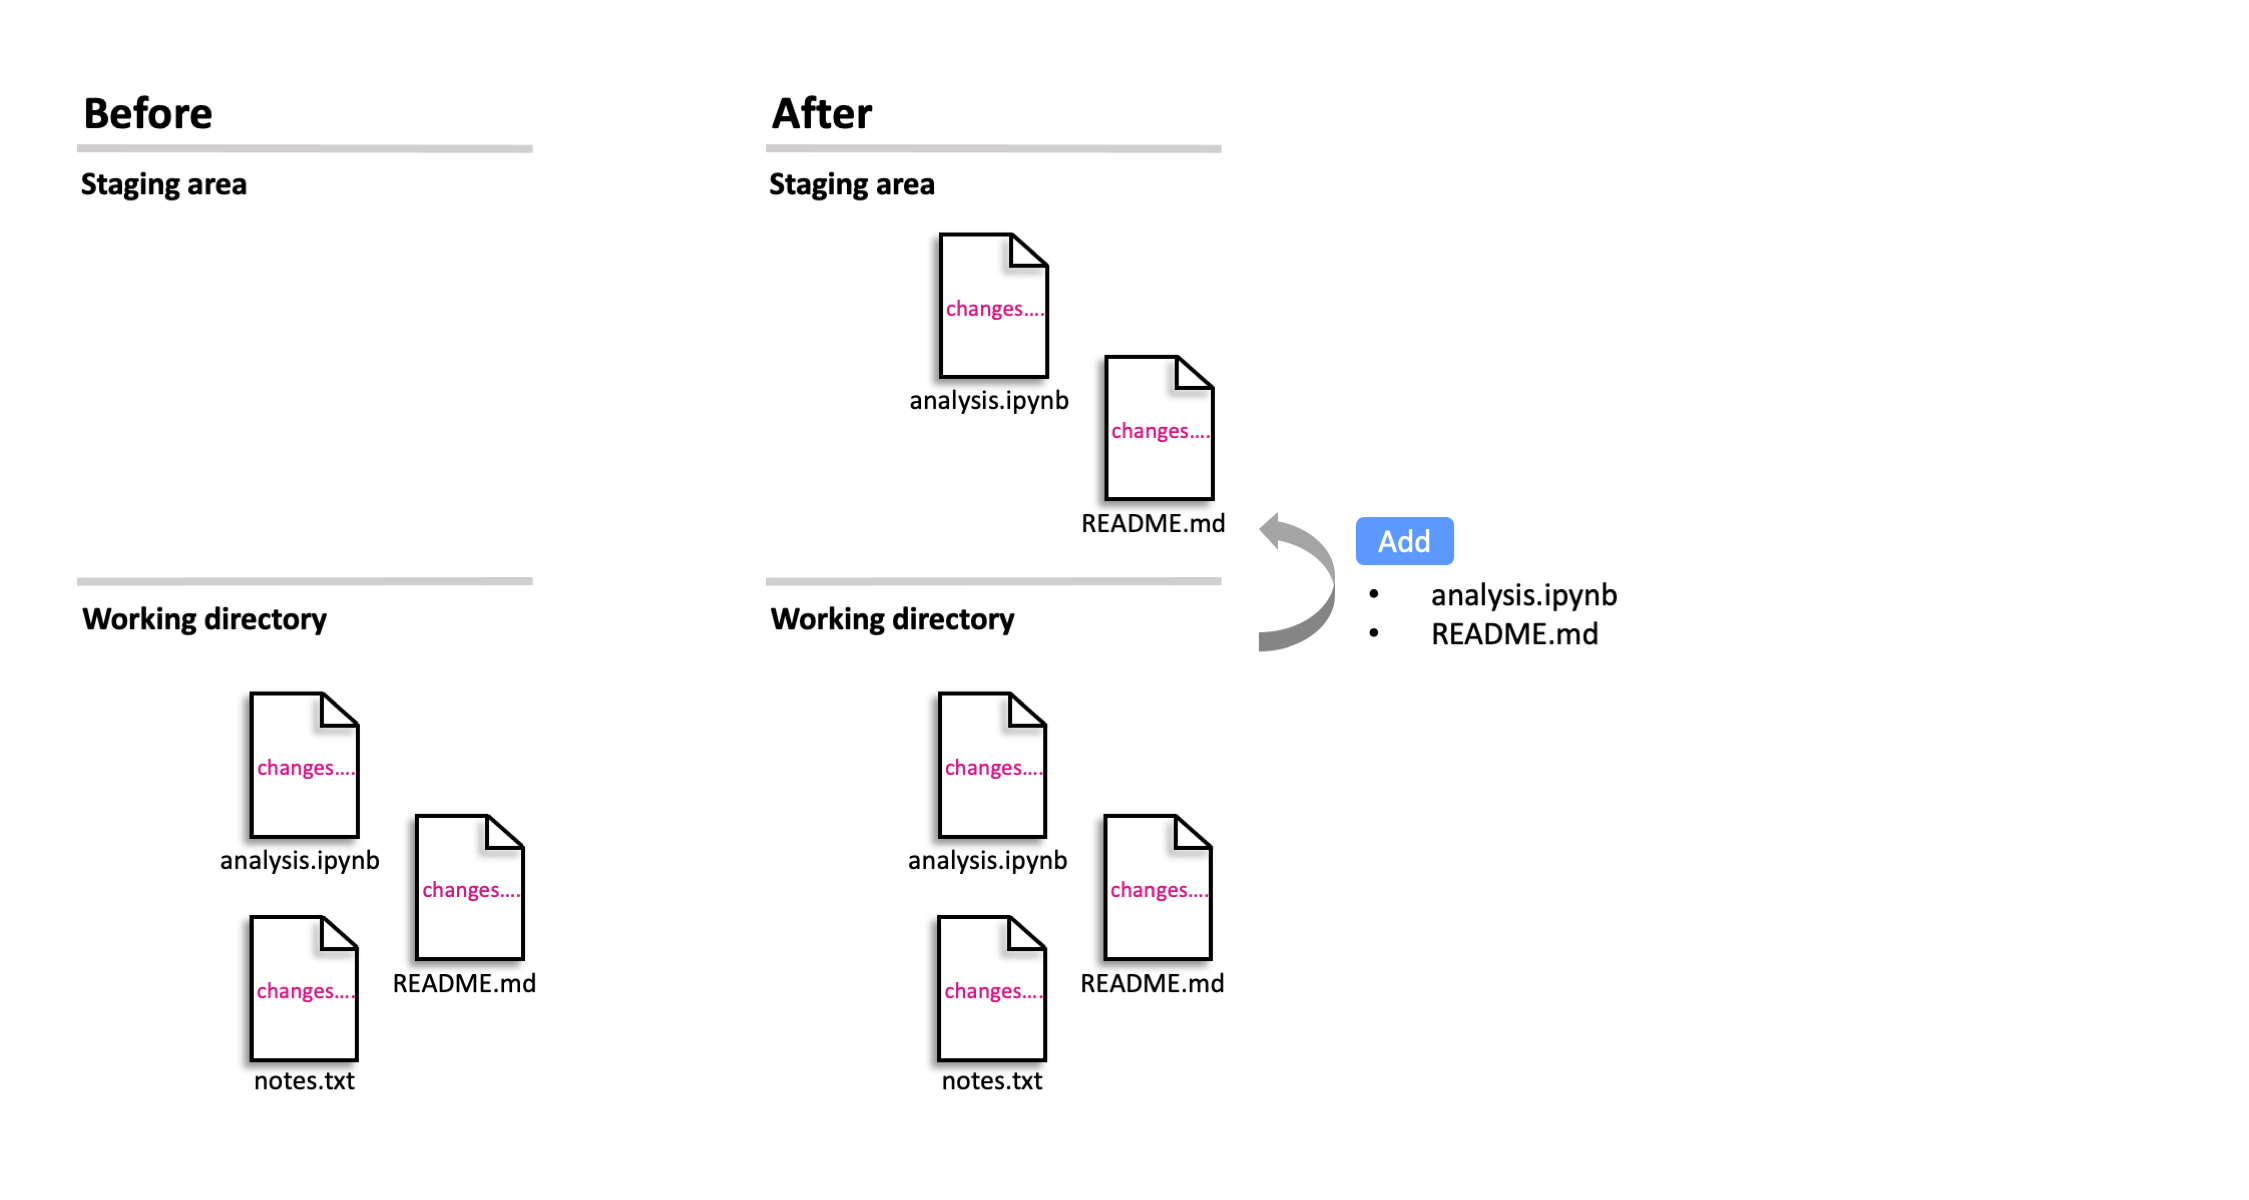 Before
Staging area
Working directory
changes....
analysis.ipynb
changes....
README.md
changes....
notes.txt
After
Staging area
changes....
analysis.ipynb
changes....
README.md
Working directory
changes....
analysis.ipynb
changes....
README.md
changes....
notes.txt
Add
• analysis.ipynb
• README.md